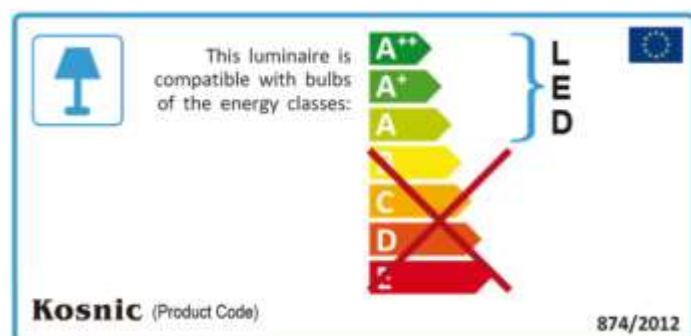 This luminaire is
compatible with bulbs
of the energy classes:
A++
A+
A
B
C
D
E
L
E
D
Kosnic (Product Code)
874/2012